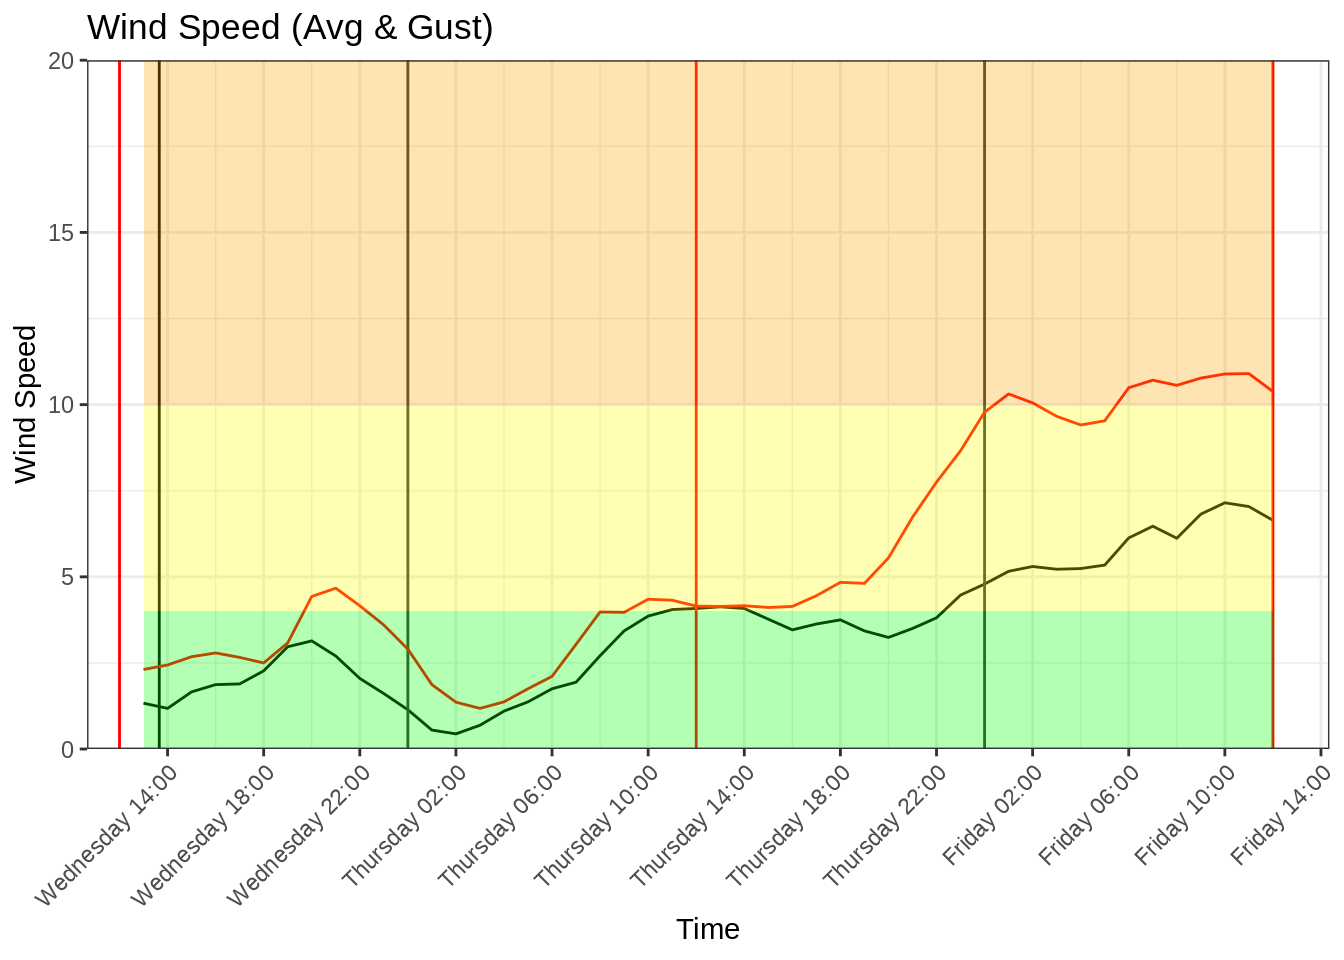 Wind Speed (Avg & Gust)
20
15
10
5
0
Wind Speed
Wednesday 14:00
Wednesday 18:00
Wednesday 22:00
Thursday 02:00
Thursday 06:00
Thursday 10:00
Thursday 14:00
Thursday 18:00
Thursday 22:00
Friday 02:00
Friday 06:00
Friday 10:00
Friday 14:00
Time